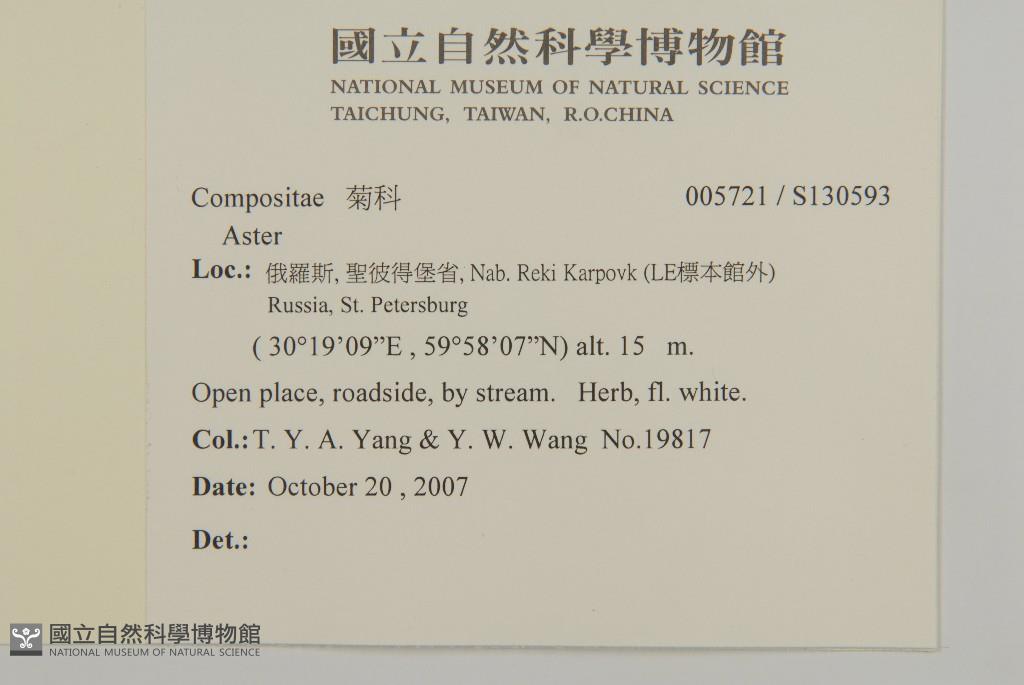 國立自然科學博物館
NATIONAL MUSEUM OF NATURAL SCIENCE
TAICHUNG, TAIWAN, R.O.CHINA
Compositae 菊科 005721 / S130593
Aster
Loc.: 俄羅斯, 聖彼得堡省, Nab. Reki Karpovk (LE標本館外)
Russia, St. Petersburg
( 30°19’09”E , 59°58’07”N) alt. 15 m.
Open place, roadside, by stream. Herb, fl. white.
Col.: T. Y. A. Yang & Y. W. Wang No.19817
Date: October 20 , 2007
Det.:
國立自然科學博物館
NATIONAL MUSEUM OF NATURAL SCIENCE